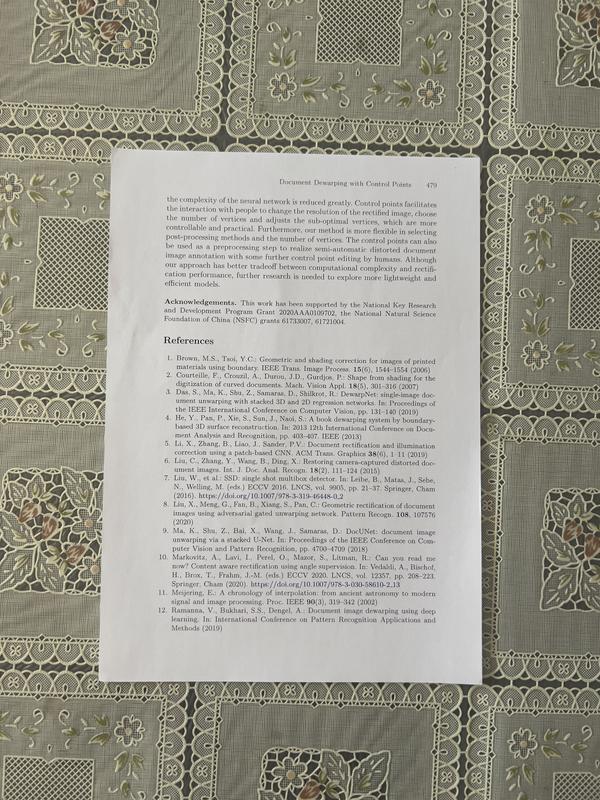 Document Dewarping with Control Points 479
the complexity of the neural network is reduced greatly. Control points facilitates
the interaction with people to change the resolution of the rectified image, choose
the number of vertices and adjusts the sub-optimal vertices, which are more
controllable and practical. Furthermore, our method is more flexible in selecting
post-processing methods and the number of vertices. The control points can also
be used as a preprocessing step to realize semi-automatic distorted document
image annotation with some further control point editing by humans. Although
our approach has better tradeoff between computational complexity and rectifi-
cation performance, further research is needed to explore more lightweight and
efficient models.
Acknowledgements. This work has been supported by the National Key Research
and Development Program Grant 2020AAA0109702, the National Natural Science
Foundation of China (NSFC) grants 61733007, 61721004.
References
1. Brown, M.S., Tsoi, Y.C.: Geometric and shading correction for images of printed
materials using boundary. IEEE Trans. Image Process. 15(6), 1544–1554 (2006)
2. Courteille, F., Crouzil, A., Durou, J.D., Gurdjos, P.: Shape from shading for the
digitization of curved documents. Mach. Vision Appl. 18(5), 301–316 (2007)
3. Das, S., Ma, K., Shu, Z., Samaras, D., Shilkrot, R.: DewarpNet: single-image doc-
ument unwarping with stacked 3D and 2D regression networks. In: Proceedings of
the IEEE International Conference on Computer Vision, pp. 131–140 (2019)
4. He, Y., Pan, P., Xie, S., Sun, J., Naoi, S.: A book dewarping system by boundary-
based 3D surface reconstruction. In: 2013 12th International Conference on Docu-
ment Analysis and Recognition, pp. 403–407. IEEE (2013)
5. Li, X., Zhang, B., Liao, J., Sander, P.V.: Document rectification and illumination
correction using a patch-based CNN. ACM Trans. Graphics 38(6), 1–11 (2019)
6. Liu, C., Zhang, Y., Wang, B., Ding, X.: Restoring camera-captured distorted doc-
ument images. Int. J. Doc. Anal. Recogn. 18(2), 111–124 (2015)
7. Liu, W., et al.: SSD: single shot multibox detector. In: Leibe, B., Matas, J., Sebe,
N., Welling, M. (eds.) ECCV 2016. LNCS, vol. 9905, pp. 21–37. Springer, Cham
(2016). https://doi.org/10.1007/978-3-319-46448-0_2
8. Liu, X., Meng, G., Fan, B., Xiang, S., Pan, C.: Geometric rectification of document
images using adversarial gated unwarping network. Pattern Recogn. 108, 107576
(2020)
9. Ma, K., Shu, Z., Bai, X., Wang, J., Samaras, D.: DocUNet: document image
unwarping via a stacked U-Net. In: Proceedings of the IEEE Conference on Com-
puter Vision and Pattern Recognition, pp. 4700–4709 (2018)
10. Markovitz, A., Lavi, I., Perel, O., Mazor, S., Litman, R.: Can you read me
now? Content aware rectification using angle supervision. In: Vedaldi, A., Bischof,
H., Brox, T., Frahm, J.-M. (eds.) ECCV 2020. LNCS, vol. 12357, pp. 208–223.
Springer, Cham (2020). https://doi.org/10.1007/978-3-030-58610-2_13
11. Meijering, E.: A chronology of interpolation: from ancient astronomy to modern
signal and image processing. Proc. IEEE 90(3), 319–342 (2002)
12. Ramanna, V., Bukhari, S.S., Dengel, A.: Document image dewarping using deep
learning. In: International Conference on Pattern Recognition Applications and
Methods (2019)